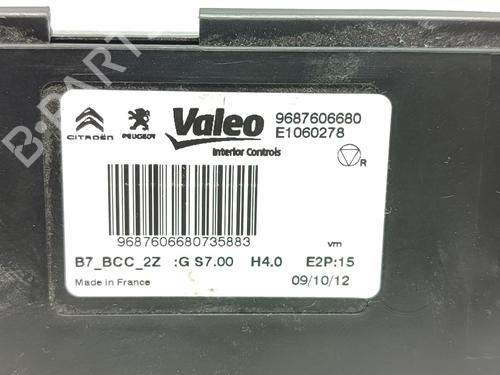 B-PARTS
CITROËN PEUGEOT Valeo 9687606680
E1060278
Interior Controls
R
9687606680735883
vm
B7_BCC_2Z :G S7.00 H4.0 E2P:15
Made in France 09/10/12